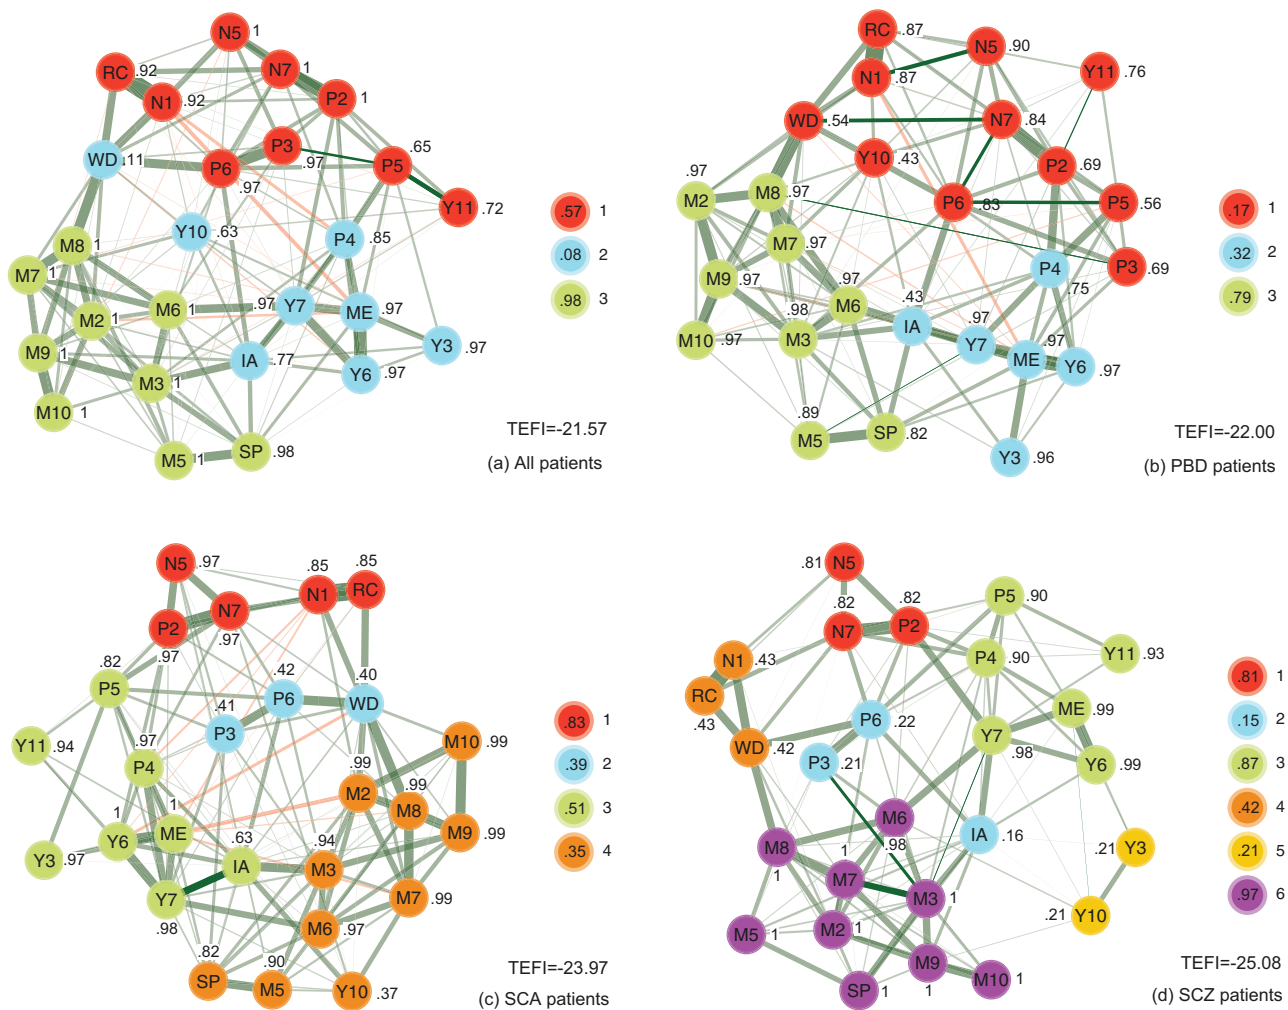 N5 1
RC .92
N7 1
N1 .92
P2 1
P3 .97
P5 .65
WD .11
P6 .97
Y11 .72
Y10 .63
P4 .85
M8 1
M7 1
M6 1
M2 1
Y7 .97
ME .97
M9 1
IA .77
Y3 .97
Y6 .97
M3 1
M10 1
M5 1
SP .98
.57 1
.08 2
.98 3
TEFI=-21.57
(a) All patients
RC .87
N5 .90
N1 .87
Y11 .76
WD .54
N7 .84
Y10 .43
P2 .69
M2 .97
M8 .97
P6 .83
P5 .56
M7 .97
P4 .75
P3 .69
M9 .97
M6 .97
IA .43
M10 .97
M3 .98
Y7 .97
ME .97
Y6 .97
M5 .89
SP .82
Y3 .96
.17 1
.32 2
.79 3
TEFI=-22.00
(b) PBD patients
N5 .97
N1 .85
RC .85
N7 .97
P2 .97
P5 .82
P6 .42
WD .40
P3 .41
Y11 .94
M10 .99
P4 .97
M2 .99
M8 .99
M9 .99
Y6 1
ME 1
Y3 .97
IA .63
M3 .94
Y7 .98
M7 .99
M6 .97
SP .82
M5 .90
Y10 .37
.83 1
.39 2
.51 3
.35 4
TEFI=-23.97
(c) SCA patients
N5 .81
P5 .90
N7 .82
P2 .82
N1 .43
P4 .90
Y11 .93
RC .43
ME .99
P6 .22
WD .42
Y7 .98
P3 .21
Y6 .99
M6 .98
IA .16
M8 1
Y3 .21
M7 1
M3 1
Y10 .21
M5 1
M2 1
M9 1
M10 1
SP 1
.81 1
.15 2
.87 3
.42 4
.21 5
.97 6
TEFI=-25.08
(d) SCZ patients